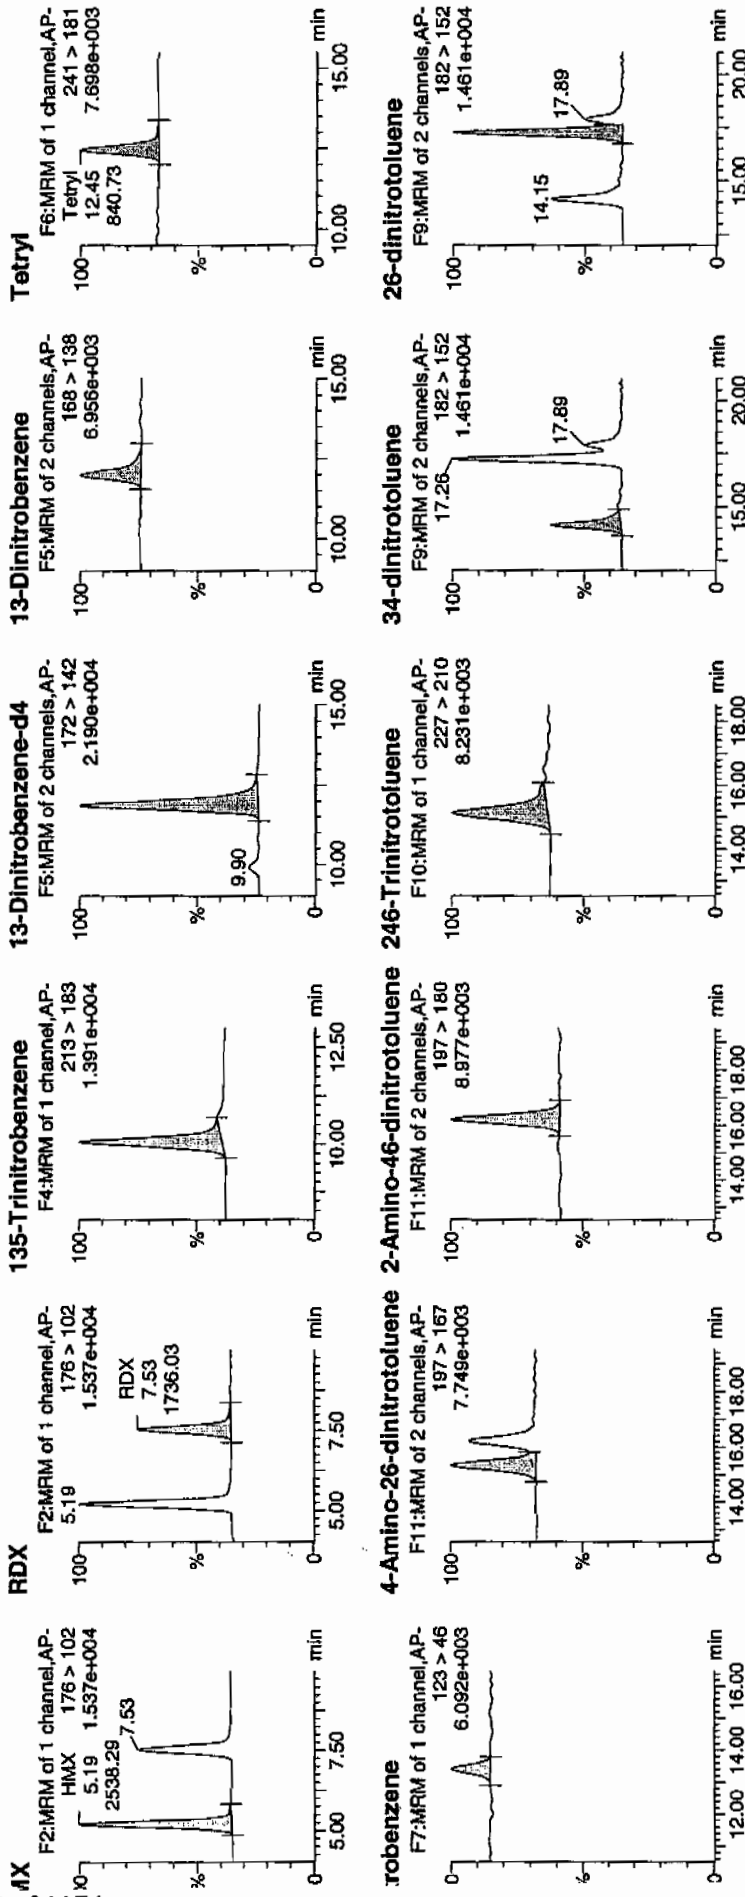 MX
F2:MRM of 1 channel,AP-
HMX 176 > 102
5.19 1.537e+004
2538.29
7.53
%
0
5.00 7.50 min
RDX
F2:MRM of 1 channel,AP-
5.19 176 > 102
1.537e+004
RDX
7.53
1736.03
100
%
0
5.00 7.50 min
135-Trinitrobenzene
F4:MRM of 1 channel,AP-
213 > 183
1.391e+004
100
%
0
10.00 12.50 min
13-Dinitrobenzene-d4
F5:MRM of 2 channels,AP-
172 > 142
2.190e+004
100
9.90
%
0
10.00 15.00 min
13-Dinitrobenzene
F5:MRM of 2 channels,AP-
168 > 138
6.956e+003
100
%
0
10.00 15.00 min
Tetryl
F6:MRM of 1 channel,AP-
Tetryl 241 > 181
12.45 7.698e+003
840.73
100
%
0
10.00 15.00 min
robenzene
F7:MRM of 1 channel,AP-
123 > 46
6.092e+003
0
%
0
12.00 14.00 16.00 min
4-Amino-26-dinitrotoluene
F11:MRM of 2 channels,AP-
197 > 167
7.749e+003
100
%
0
14.00 16.00 18.00 min
2-Amino-46-dinitrotoluene
F11:MRM of 2 channels,AP-
197 > 180
8.977e+003
100
%
0
14.00 16.00 18.00 min
246-Trinitrotoluene
F10:MRM of 1 channel,AP-
227 > 210
8.231e+003
100
%
0
14.00 16.00 18.00 min
34-dinitrotoluene
F9:MRM of 2 channels,AP-
17.26 182 > 152
1.461e+004
17.89
100
%
0
15.00 20.00 min
26-dinitrotoluene
F9:MRM of 2 channels,AP-
182 > 152
1.461e+004
14.15
17.89
100
%
0
15.00 20.00 min